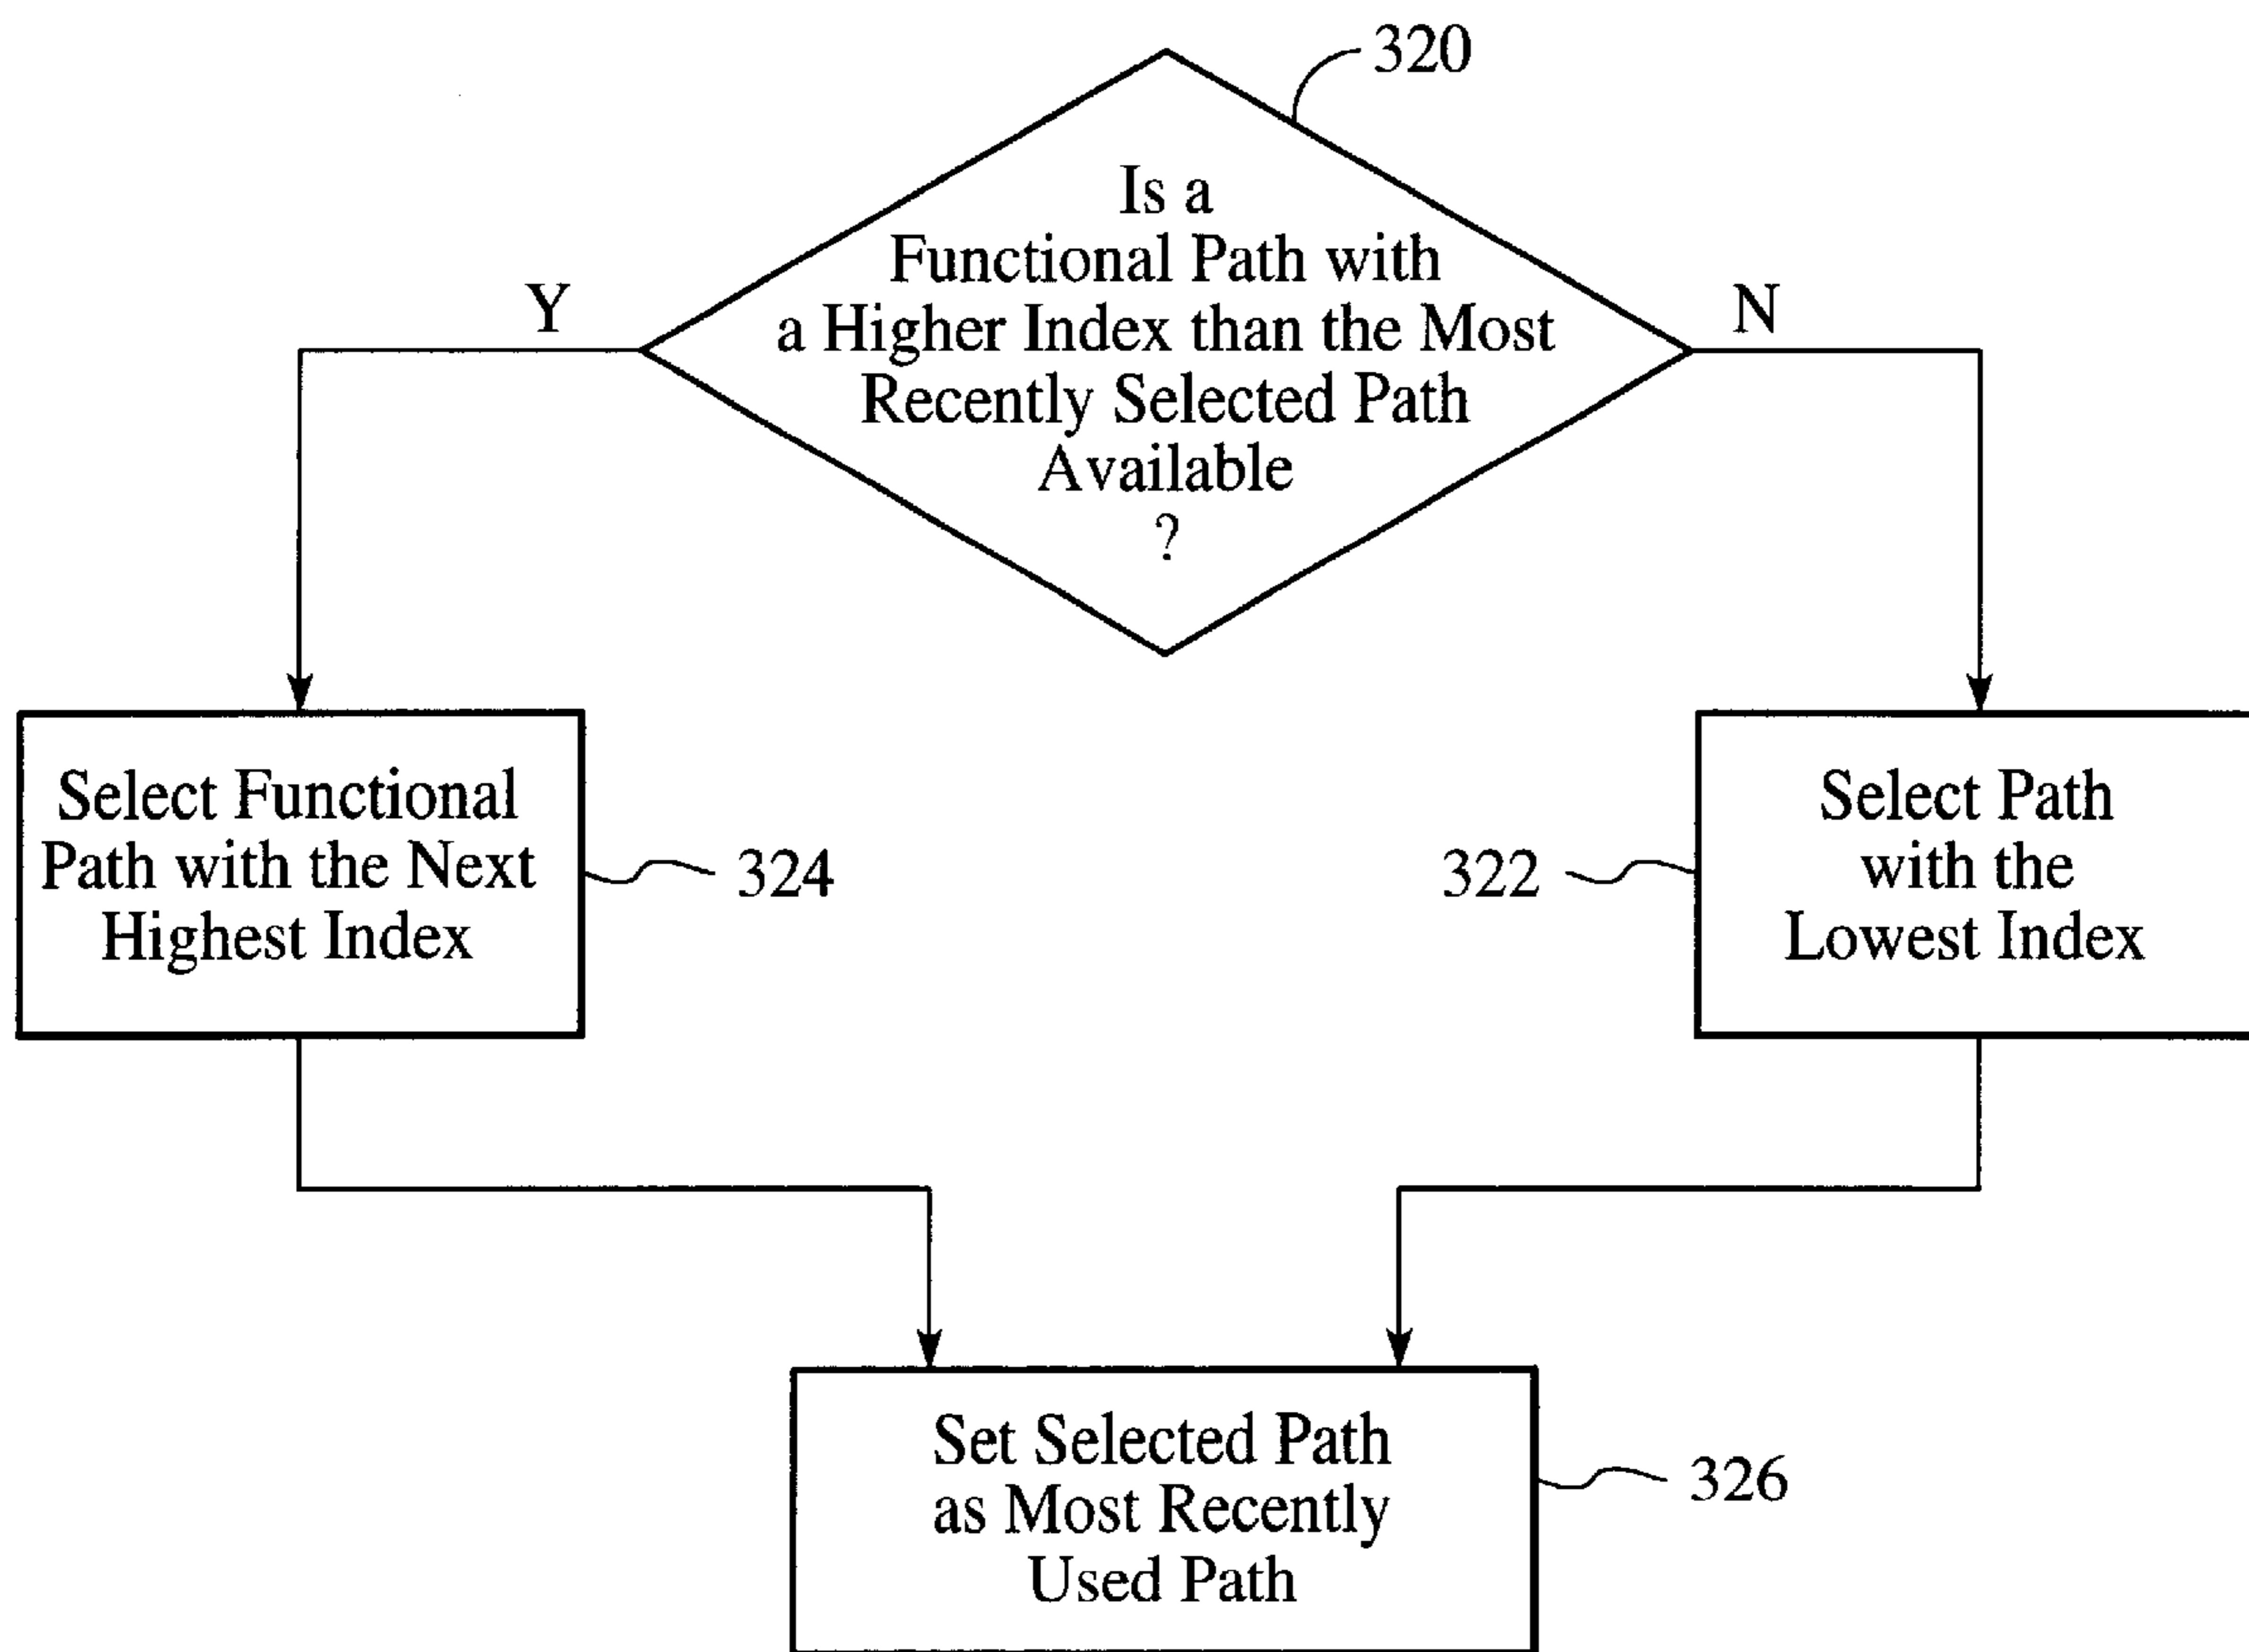 320
Is a
Functional Path with
a Higher Index than the Most
Recently Selected Path
Available
?
Y
N
Select Functional
Path with the Next
Highest Index
324
322
Select Path
with the
Lowest Index
Set Selected Path
as Most Recently
Used Path
326